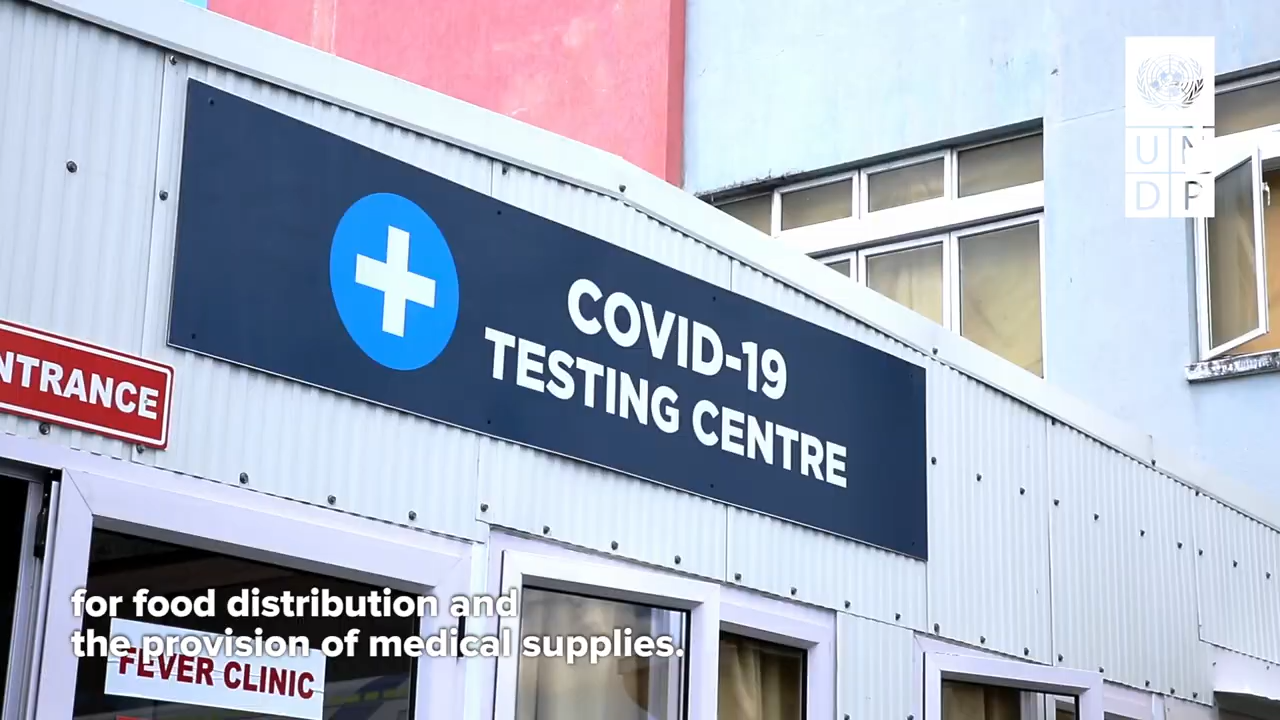 UN
DP
COVID-19
TESTING CENTRE
NTRANCE
for food distribution and
the provision of medical supplies.
FEVER CLINIC